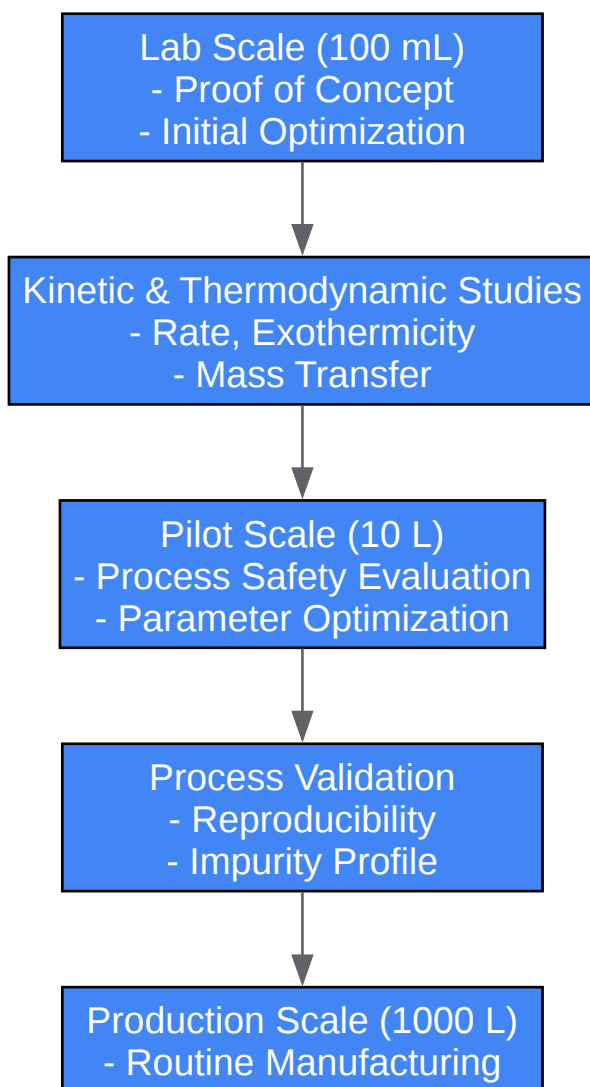 Lab Scale (100 mL)
- Proof of Concept
- Initial Optimization
Kinetic & Thermodynamic Studies
- Rate, Exothermicity
- Mass Transfer
Pilot Scale (10 L)
- Process Safety Evaluation
- Parameter Optimization
Process Validation
- Reproducibility
- Impurity Profile
Production Scale (1000 L)
- Routine Manufacturing